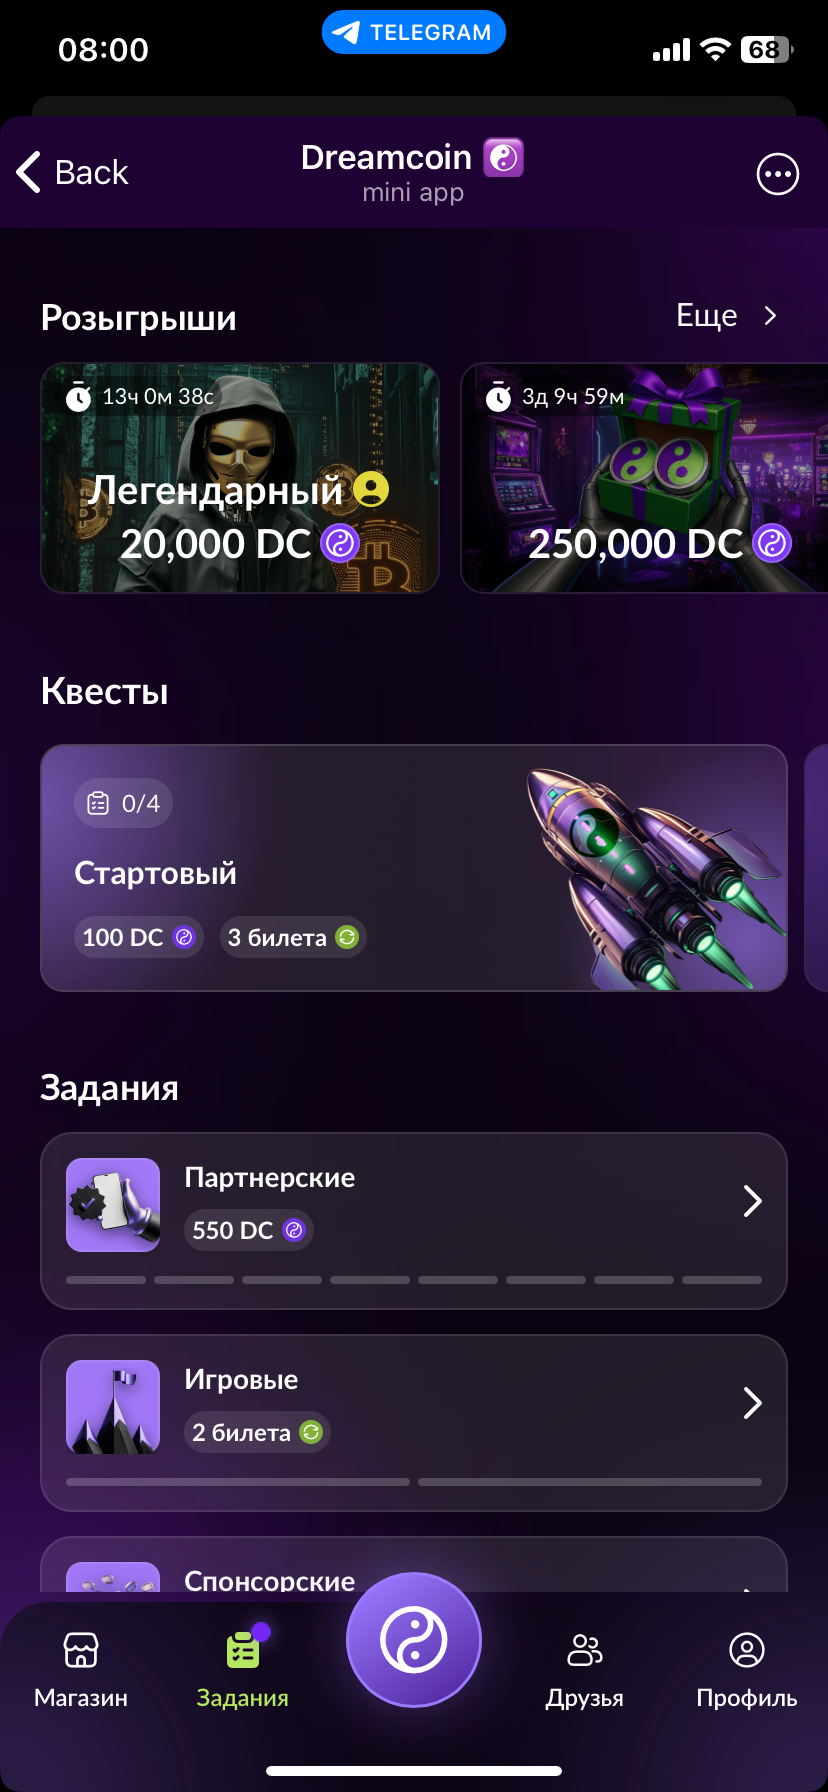 08:00
TELEGRAM
68
Back
Dreamcoin
mini app
Розыгрыши
Еще
13ч 0м 38с
Легендарный
20,000 DC
3д 9ч 59м
250,000 DC
Квесты
0/4
Стартовый
100 DC
3 билета
Задания
Партнерские
550 DC
Игровые
2 билета
Спонсорские
Магазин
Задания
Друзья
Профиль